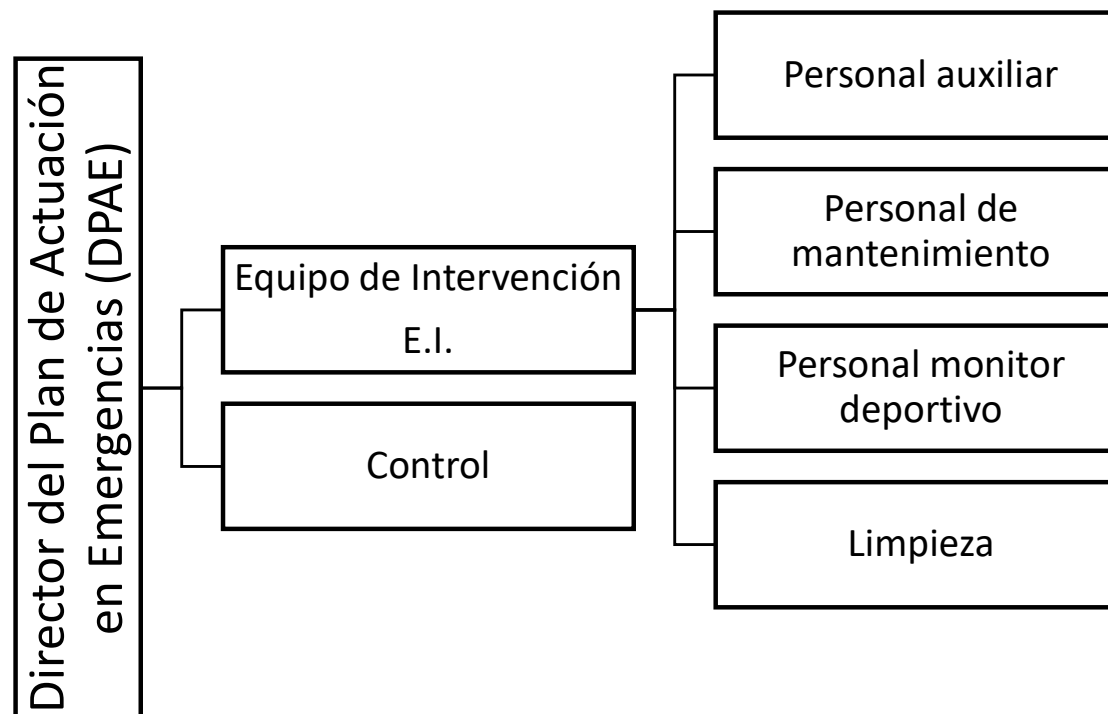 Director del Plan de Actuación
en Emergencias (DPAE)
Equipo de Intervención
E.I.
Control
Personal auxiliar
Personal de
mantenimiento
Personal monitor
deportivo
Limpieza